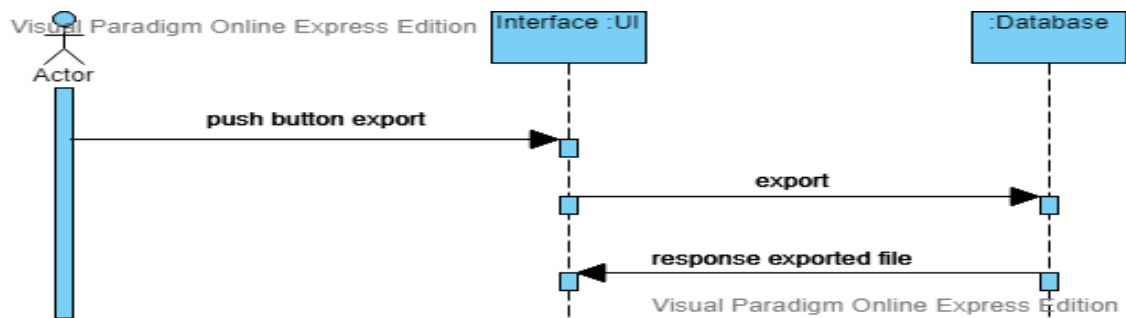 Visual Paradigm Online Express Edition
Interface :UI
:Database
Actor
push button export
export
response exported file
Visual Paradigm Online Express Edition